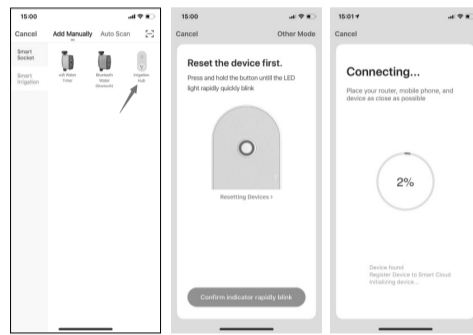 15:00
Cancel
Add Manually Auto Scan
Smart
Socket
Smart
Irrigation
Water
Timer
Bluetooth
Water
Irrigation
Hub
15:00
Cancel Other Mode
Reset the device first.
Press and hold the button untill the LED
light rapidly quickly blink
Resetting Devices >
Confirm indicator rapidly blink
15:01
Cancel
Connecting...
Place your router, mobile phone, and
device as close as possible
2%
Device found
Register Device to Smart Cloud
Initializing device...